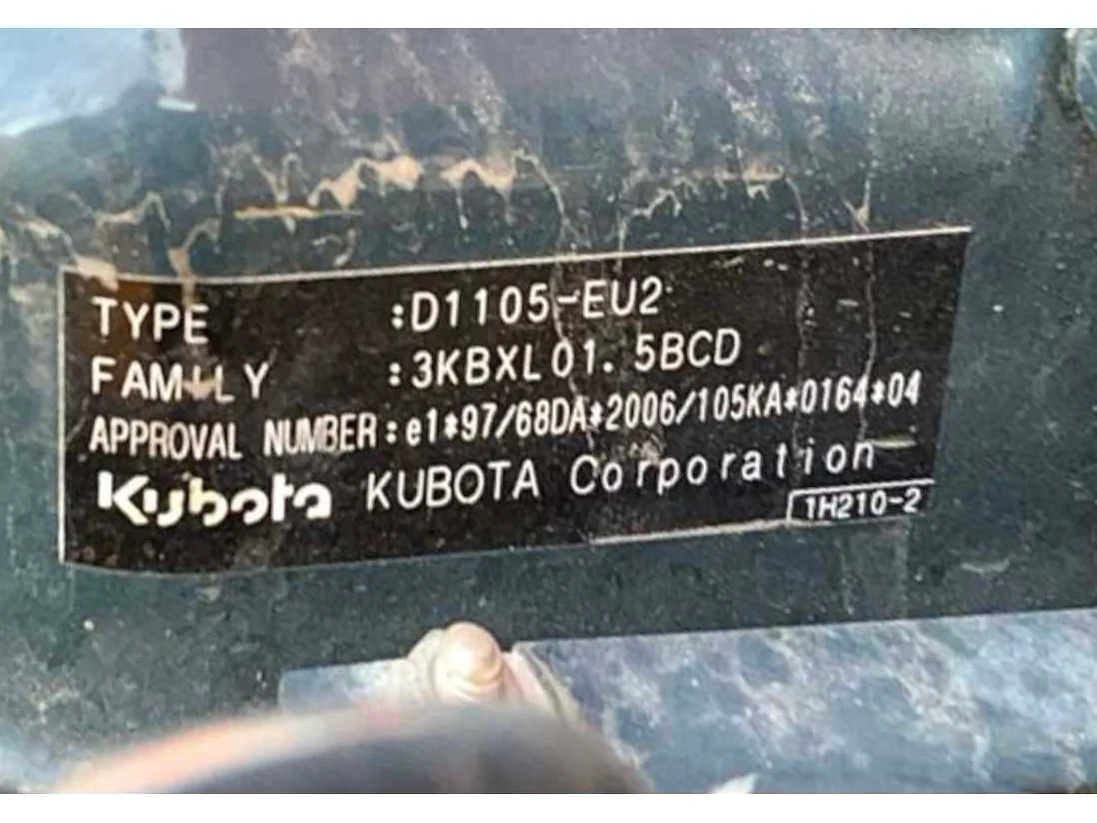 TYPE :D1105-EU2
FAMILY :3KBXL01.5BCD
APPROVAL NUMBER:e1*97/68DA*2006/105KA*0164*04
Kubota KUBOTA Corporation
1H210-2